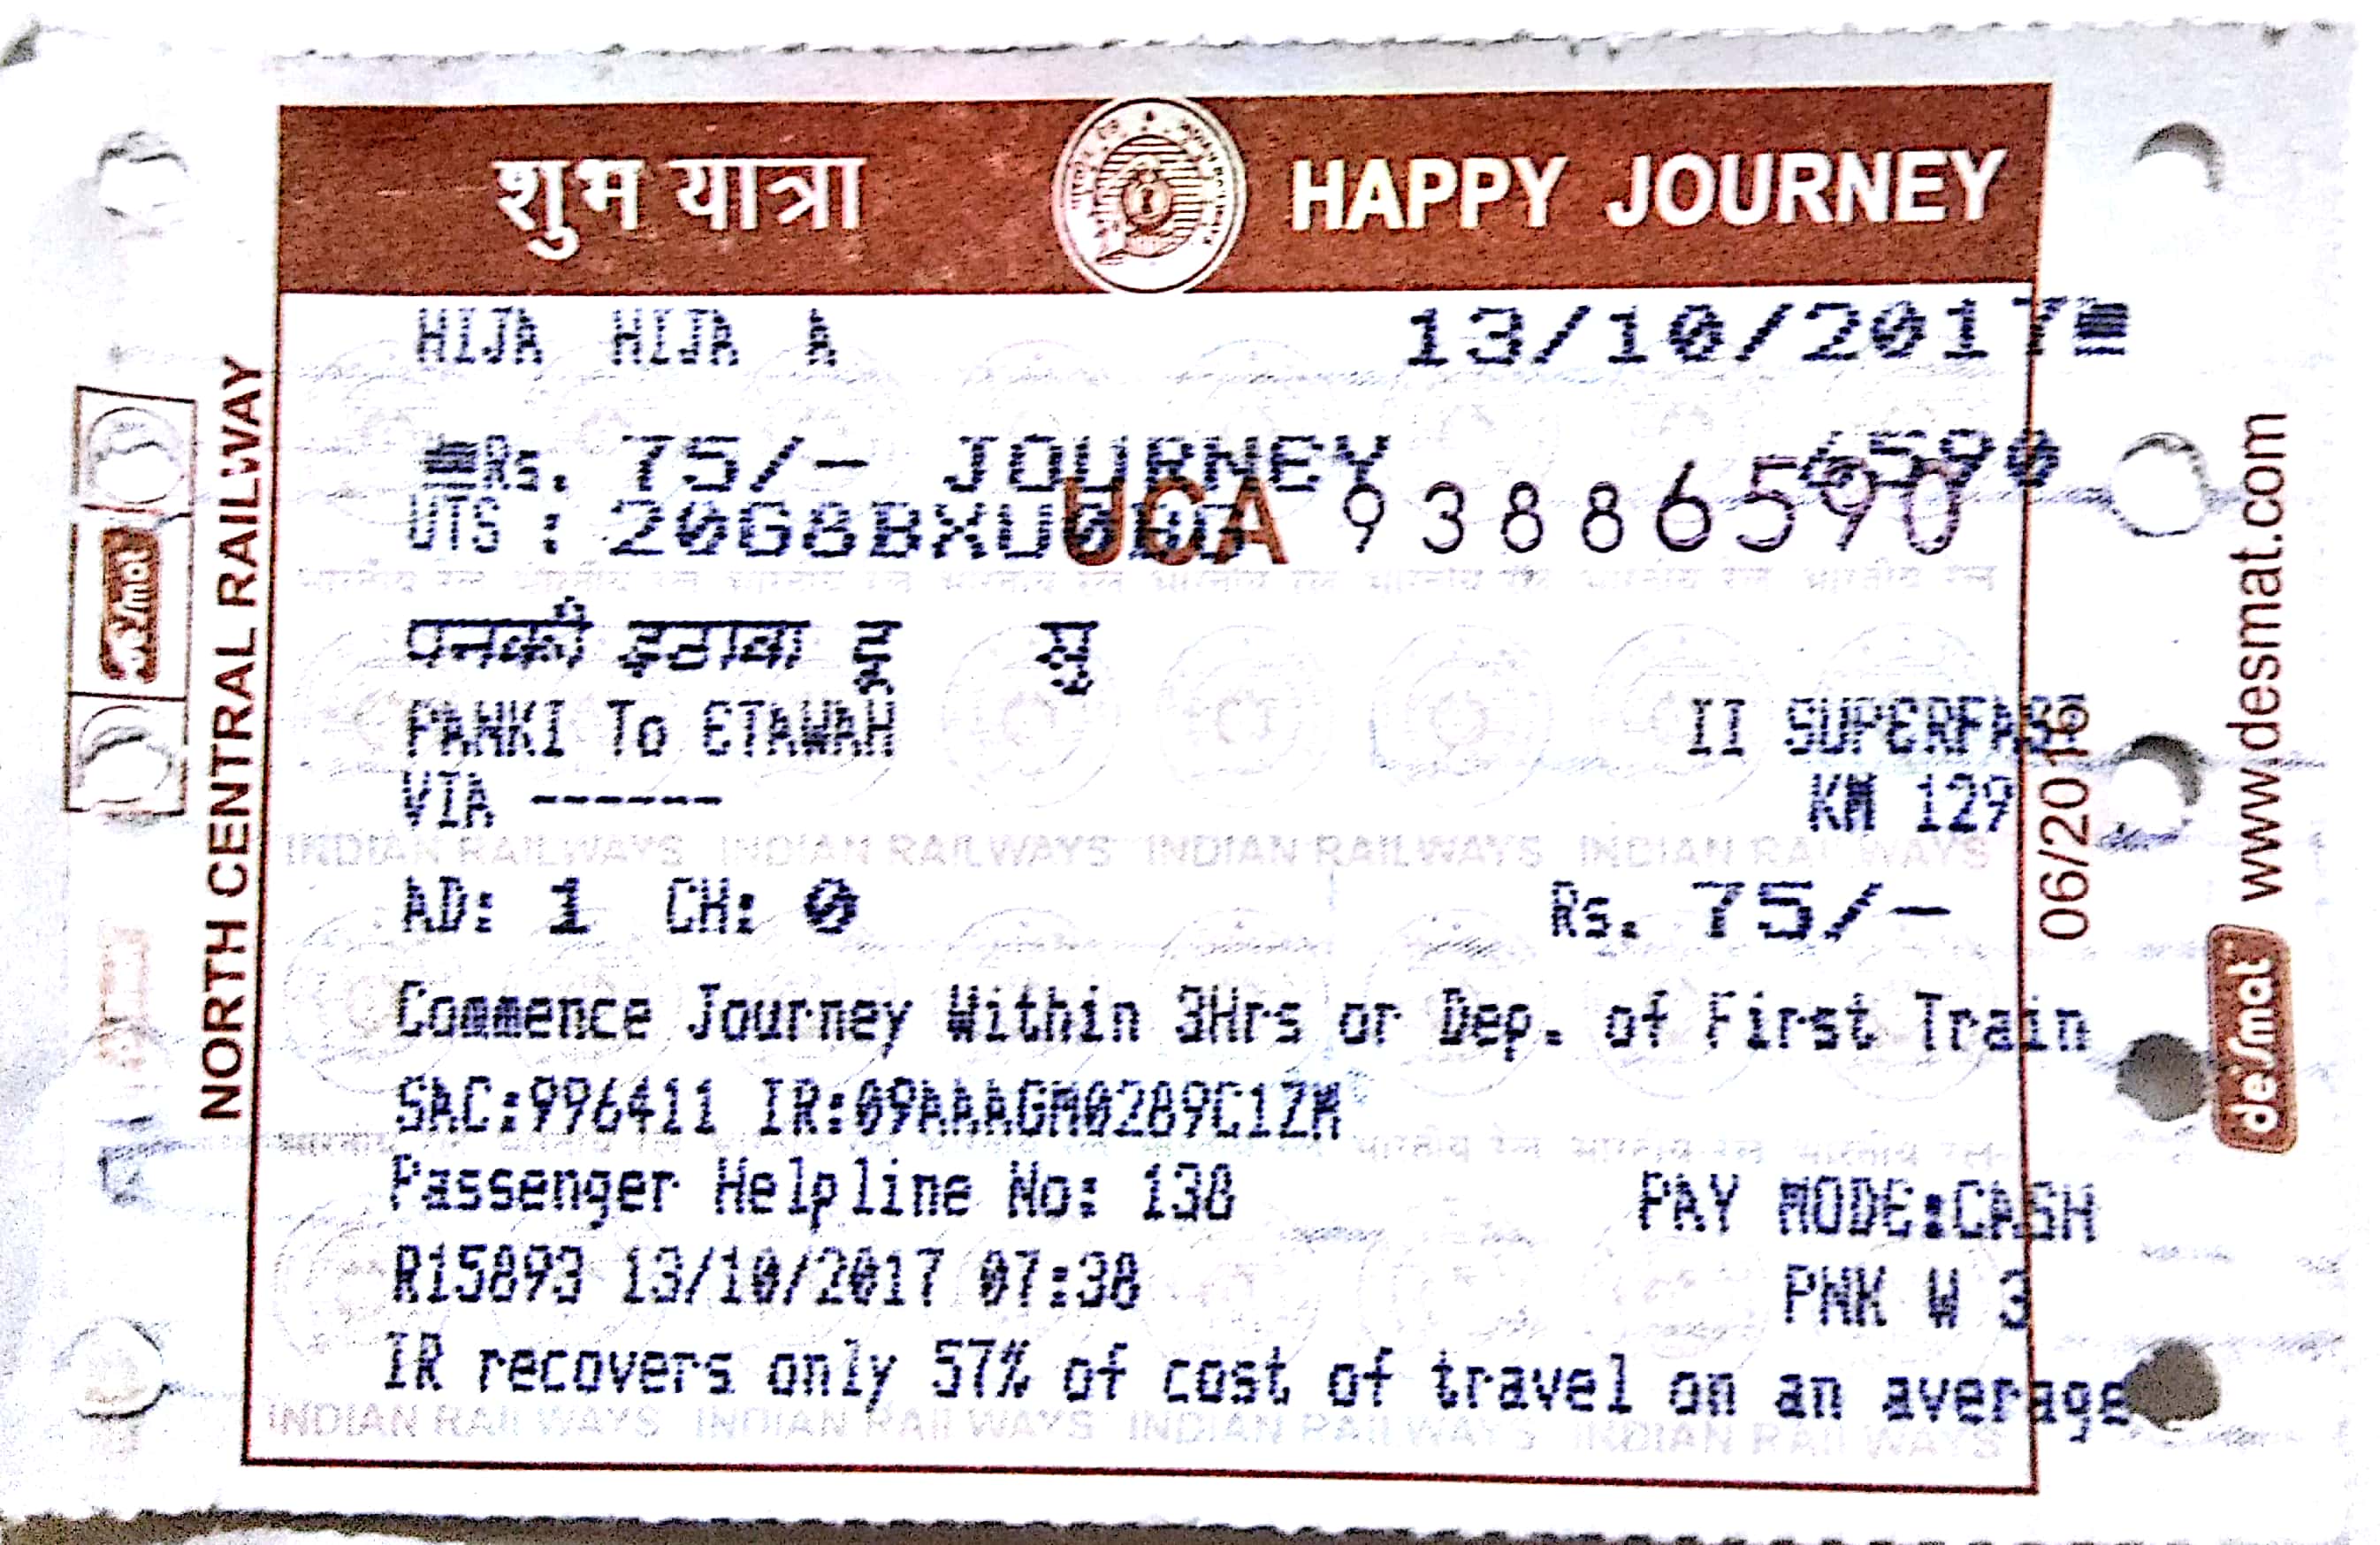 शुभ यात्रा HAPPY JOURNEY
HIJA HIJA A 13/10/2017
Rs. 75/- JOURNEY 6590
UTS : UCA 93886590
पनकी इटावा
PANKI To ETAWAH II SUPERFAST
VIA ------ KM 129
AD: 1 CH: 0 Rs. 75/-
Commence Journey Within 3Hrs or Dep. of First Train
SAC:996411 IR:09AAAGM0289C1ZM
Passenger Helpline No: 138 PAY MODE:CASH
R15893 13/10/2017 07:38 PNK W 3
IR recovers only 57% of cost of travel on an average
INDIAN RAILWAYS INDIAN RAILWAYS INDIAN RAILWAYS INDIAN RAILWAYS
INDIAN RAILWAYS INDIAN RAILWAYS INDIAN RAILWAYS INDIAN RAILWAYS
NORTH CENTRAL RAILWAY
06/2016
www.desmat.com
desmat